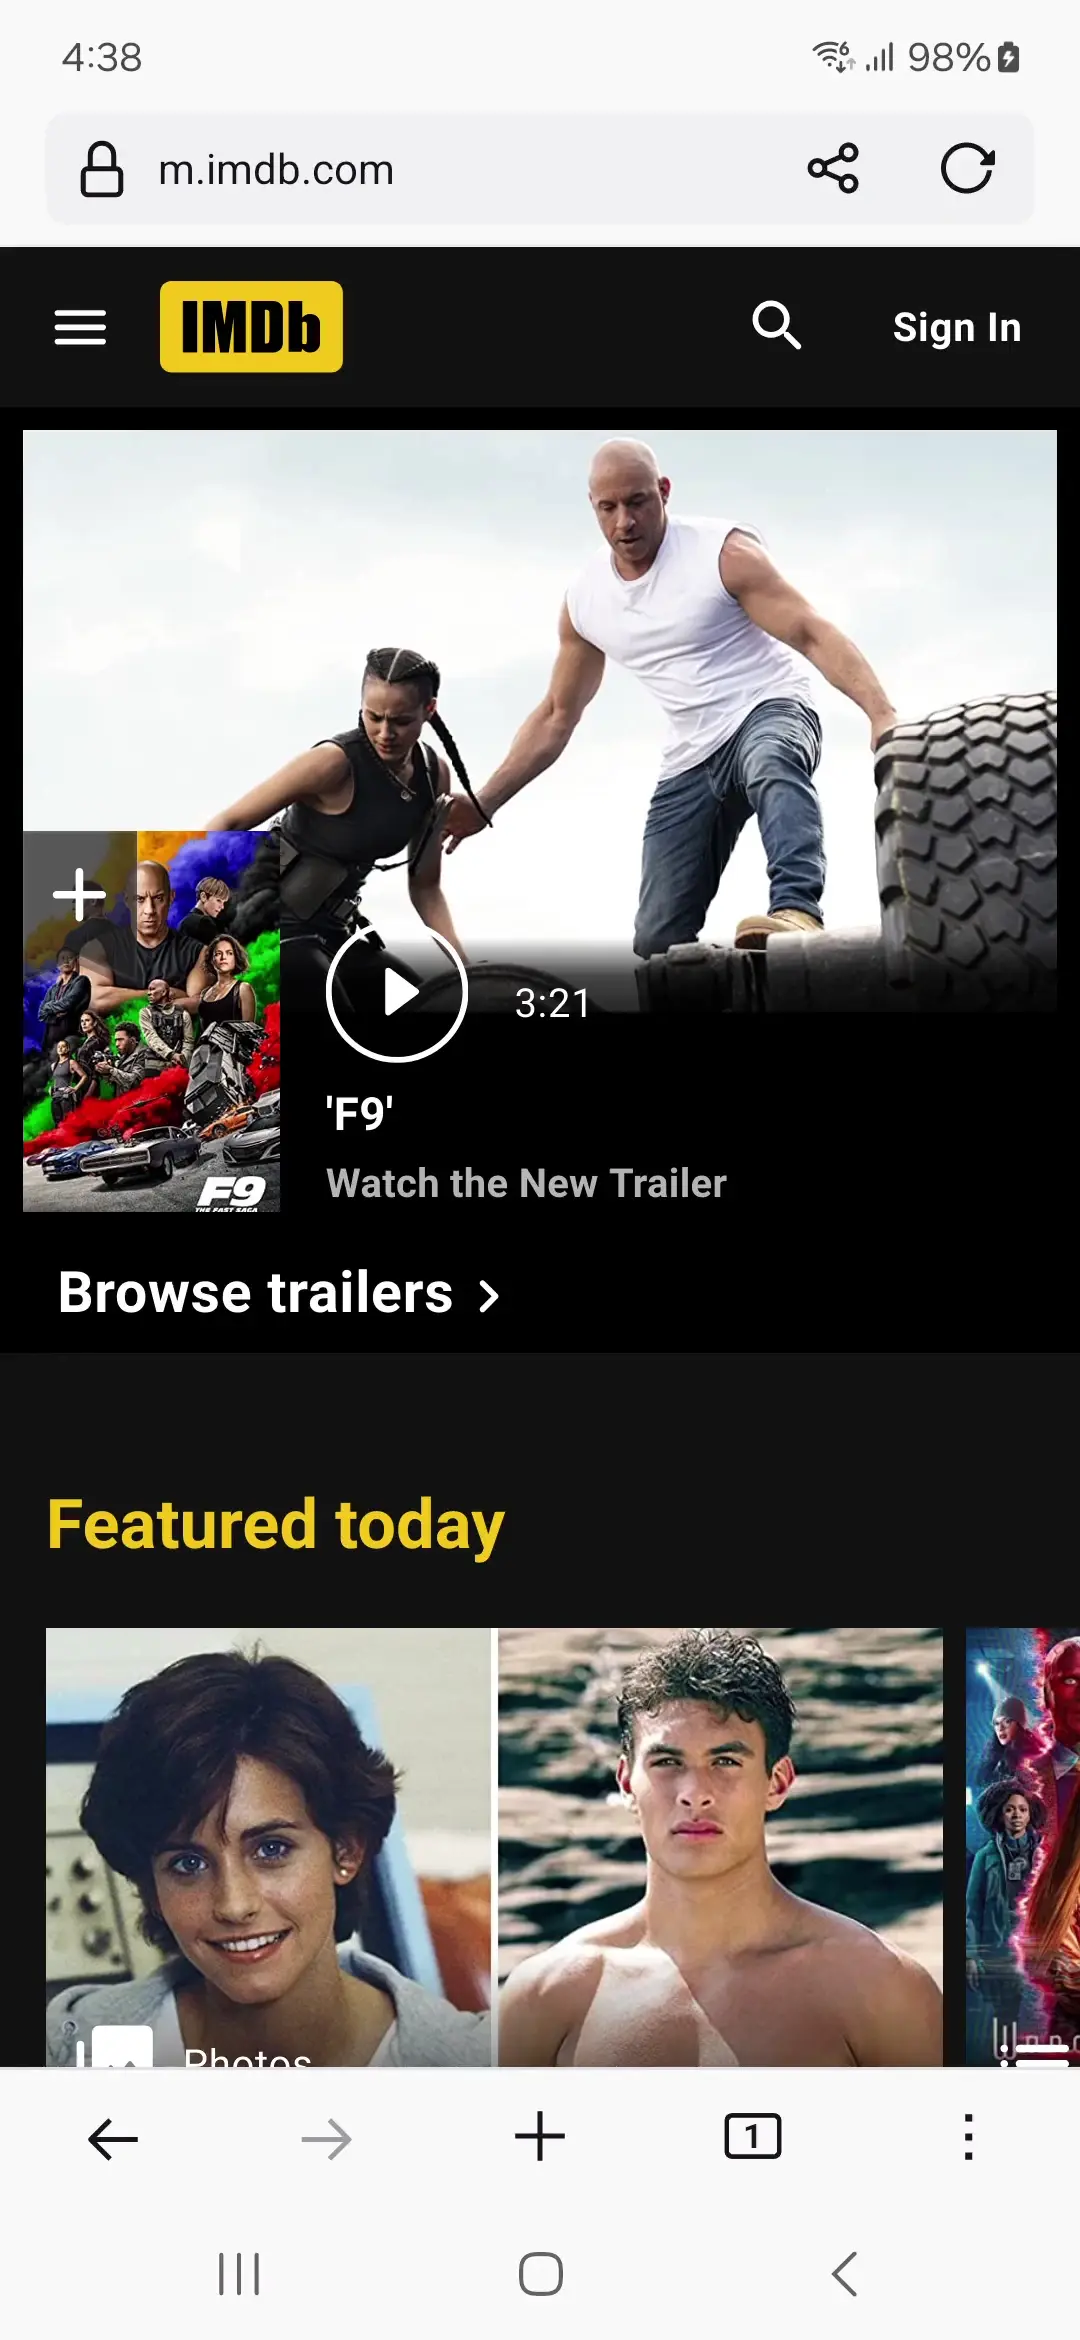 4:38
98%
m.imdb.com
IMDb
Sign In
3:21
F9
THE FAST SAGA
'F9'
Watch the New Trailer
Browse trailers
Featured today
Photos
1